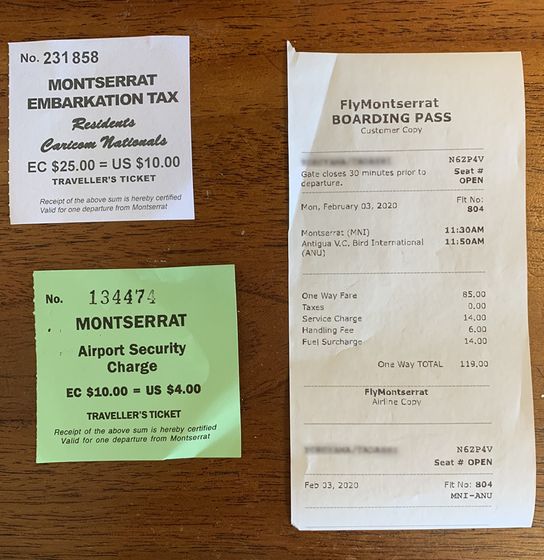 No. 231858
MONTSERRAT
EMBARKATION TAX
Residents
Caricom Nationals
EC $25.00 = US $10.00
TRAVELLER'S TICKET
Receipt of the above sum is hereby certified
Valid for one departure from Montserrat
No. 134474
MONTSERRAT
Airport Security
Charge
EC $10.00 = US $4.00
TRAVELLER'S TICKET
Receipt of the above sum is hereby certified
Valid for one departure from Montserrat
FlyMontserrat
BOARDING PASS
Customer Copy
N62P4V
Gate closes 30 minutes prior to departure.
Seat #
OPEN
Mon, February 03, 2020
Flt No:
804
Montserrat (MNI) 11:30AM
Antigua V.C. Bird International 11:50AM
(ANU)
One Way Fare 85.00
Taxes 0.00
Service Charge 14.00
Handling Fee 6.00
Fuel Surcharge 14.00
One Way TOTAL 119.00
FlyMontserrat
Airline Copy
N62P4V
Seat # OPEN
Feb 03, 2020 Flt No: 804
MNI-ANU